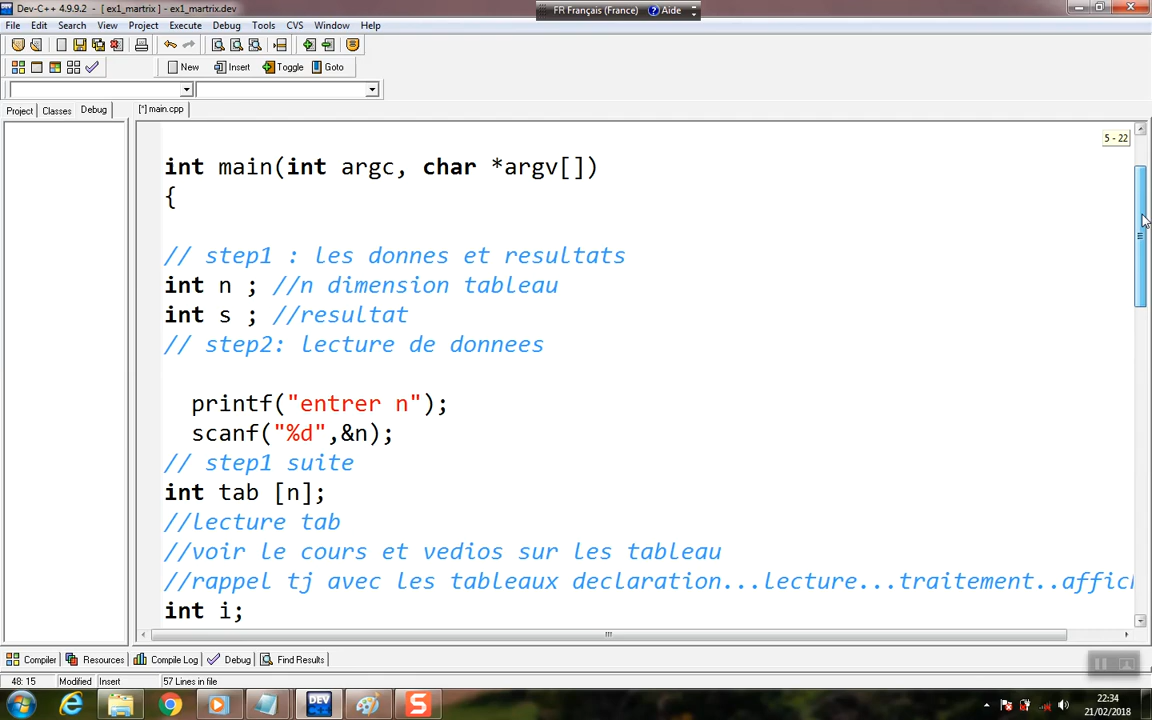 Dev-C++ 4.9.9.2 - [ ex1_martrix ] - ex1_martrix.dev
FR Français (France) Aide
File Edit Search View Project Execute Debug Tools CVS Window Help
New Insert Toggle Goto
Project Classes Debug [*] main.cpp
5 - 22
int main(int argc, char *argv[])
{
// step1 : les donnes et resultats
int n ; //n dimension tableau
int s ; //resultat
// step2: lecture de donnees
printf("entrer n");
scanf("%d",&n);
// step1 suite
int tab [n];
//lecture tab
//voir le cours et vedios sur les tableau
//rappel tj avec les tableaux declaration...lecture...traitement..affich
int i;
Compiler Resources Compile Log Debug Find Results
48: 15 Modified Insert 57 Lines in file
DEV
S
22:34
21/02/2018